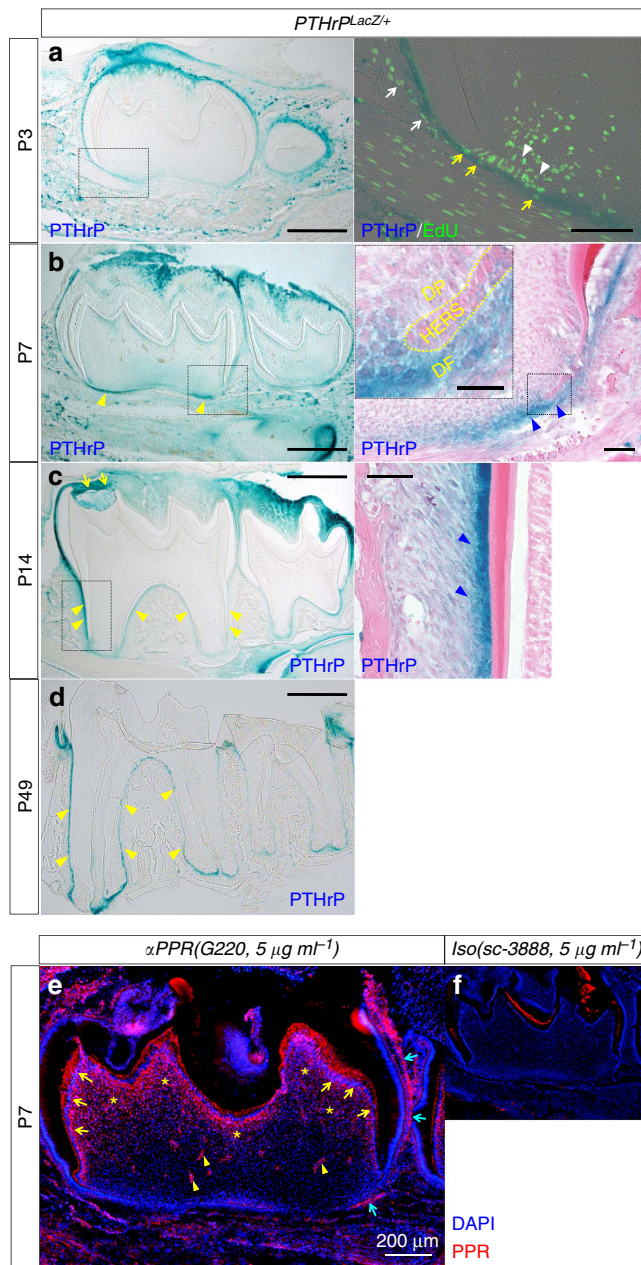 PTHrP^LacZ/+
P3
a
PTHrP/EdU
P7
b
PTHrP
DP
HERS
DF
PTHrP
P14
c
PTHrP
PTHrP
P49
d
PTHrP
αPPR(G220, 5 μg ml⁻¹)
Iso(sc-3888, 5 μg ml⁻¹)
P7
e
200 μm
f
DAPI
PPR
PTHrP